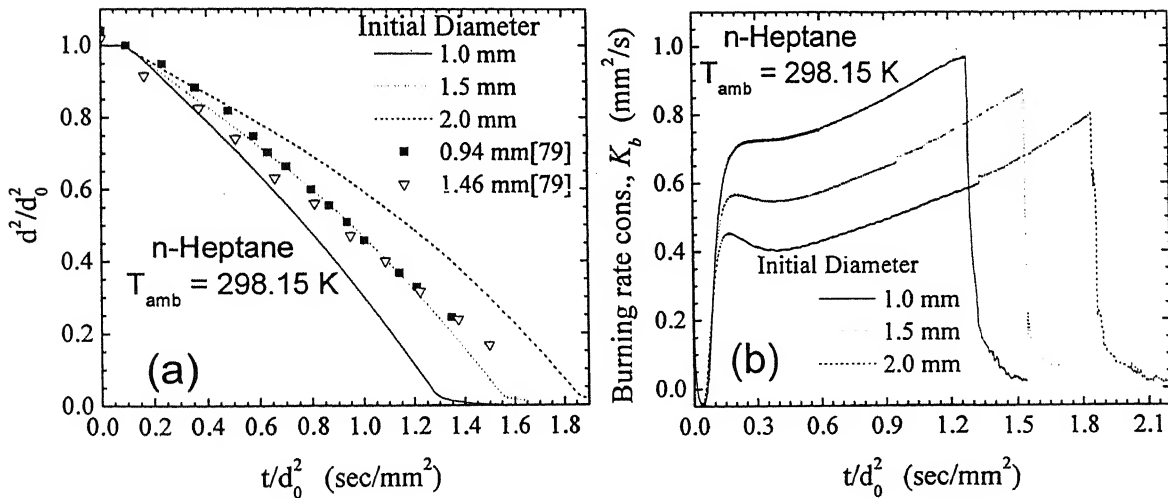 Initial Diameter
1.0 mm
1.5 mm
2.0 mm
0.94 mm[79]
1.46 mm[79]
n-Heptane
T_amb = 298.15 K
(a)
d²/d₀²
1.0
0.8
0.6
0.4
0.2
0.0
0.0 0.2 0.4 0.6 0.8 1.0 1.2 1.4 1.6 1.8
t/d₀² (sec/mm²)
n-Heptane
T_amb = 298.15 K
Initial Diameter
1.0 mm
1.5 mm
2.0 mm
(b)
Burning rate cons., K_b (mm²/s)
1.0
0.8
0.6
0.4
0.2
0.0
0.0 0.3 0.6 0.9 1.2 1.5 1.8 2.1
t/d₀² (sec/mm²)